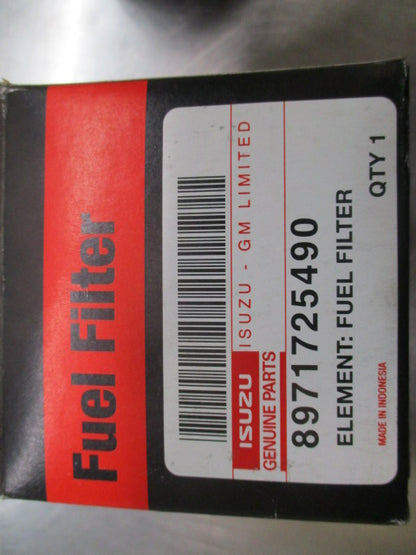 Fuel Filter
ISUZU ISUZU - GM LIMITED
GENUINE PARTS
8971725490
ELEMENT: FUEL FILTER
QTY 1
MADE IN INDONESIA